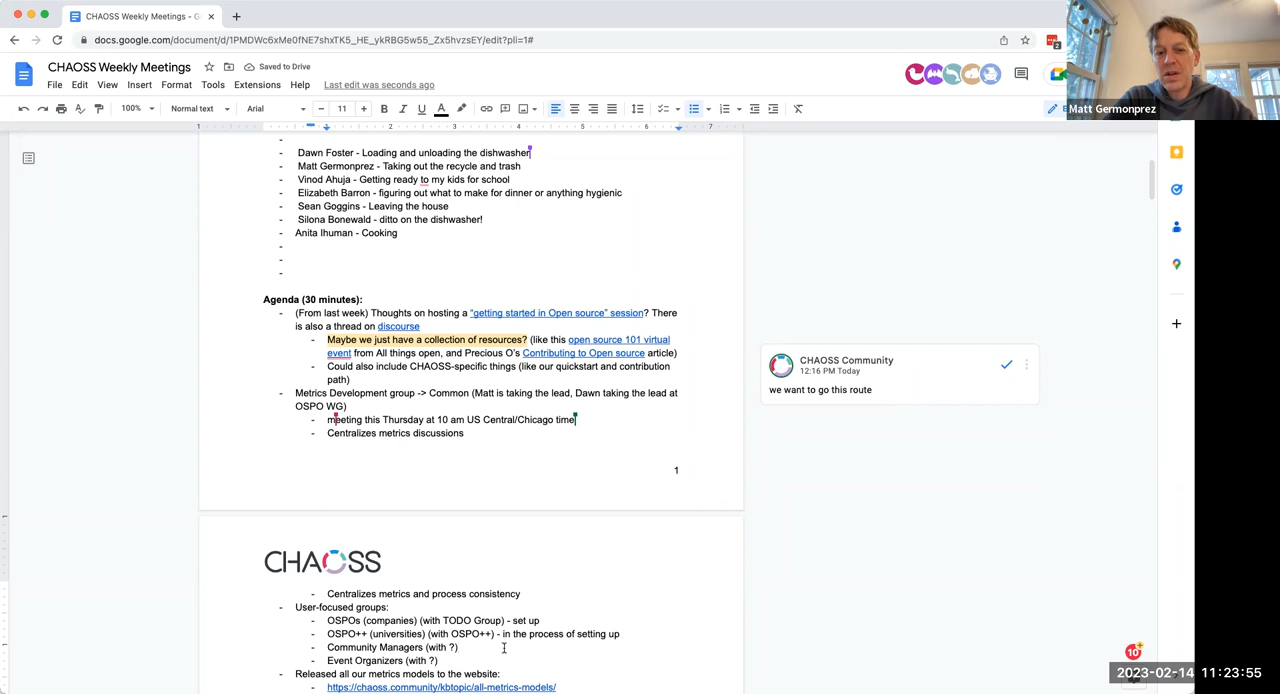 CHAOSS Weekly Meetings - G
docs.google.com/document/d/1PMDWc6xMe0fNE7shxTK5_HE_ykRBG5w55_Zx5hvzsEY/edit?pli=1#
2
CHAOSS Weekly Meetings
Saved to Drive
File Edit View Insert Format Tools Extensions Help Last edit was seconds ago
100% Normal text Arial 11
Matt Germonprez
1 1 2 3 4 5 6 7
- 
- Dawn Foster - Loading and unloading the dishwasher
- Matt Germonprez - Taking out the recycle and trash
- Vinod Ahuja - Getting ready to my kids for school
- Elizabeth Barron - figuring out what to make for dinner or anything hygienic
- Sean Goggins - Leaving the house
- Silona Bonewald - ditto on the dishwasher!
- Anita Ihuman - Cooking
-
-
-
Agenda (30 minutes):
- (From last week) Thoughts on hosting a "getting started in Open source" session? There
is also a thread on discourse
- Maybe we just have a collection of resources? (like this open source 101 virtual
event from All things open, and Precious O's Contributing to Open source article)
- Could also include CHAOSS-specific things (like our quickstart and contribution
path)
- Metrics Development group -> Common (Matt is taking the lead, Dawn taking the lead at
OSPO WG)
- meeting this Thursday at 10 am US Central/Chicago time
- Centralizes metrics discussions
1
CHAOSS Community
12:16 PM Today
we want to go this route
CHAOSS
- Centralizes metrics and process consistency
- User-focused groups:
- OSPOs (companies) (with TODO Group) - set up
- OSPO++ (universities) (with OSPO++) - in the process of setting up
- Community Managers (with ?)
- Event Organizers (with ?)
- Released all our metrics models to the website:
- https://chaoss.community/kbtopic/all-metrics-models/
10
2023-02-14 11:23:55